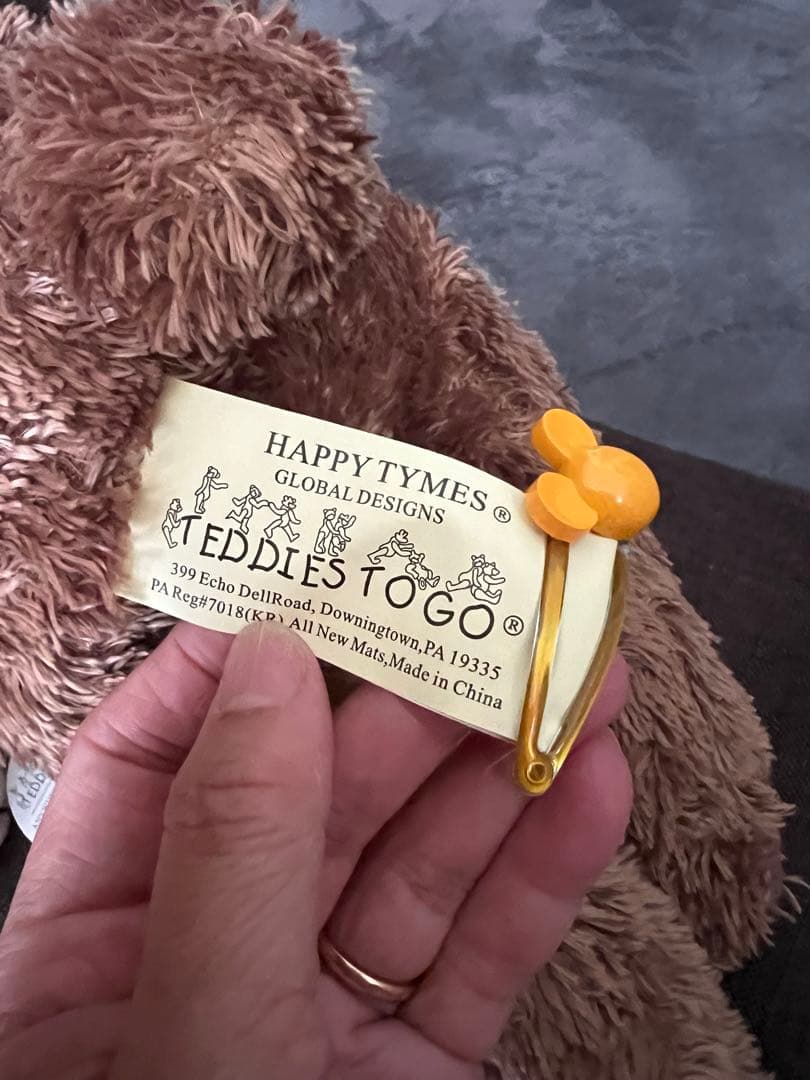 HAPPY TYMES ®
GLOBAL DESIGNS
TEDDIES TO GO ®
399 Echo DellRoad, Downingtown,PA 19335
PA Reg#7018(KR) All New Mats,Made in China
TEDD